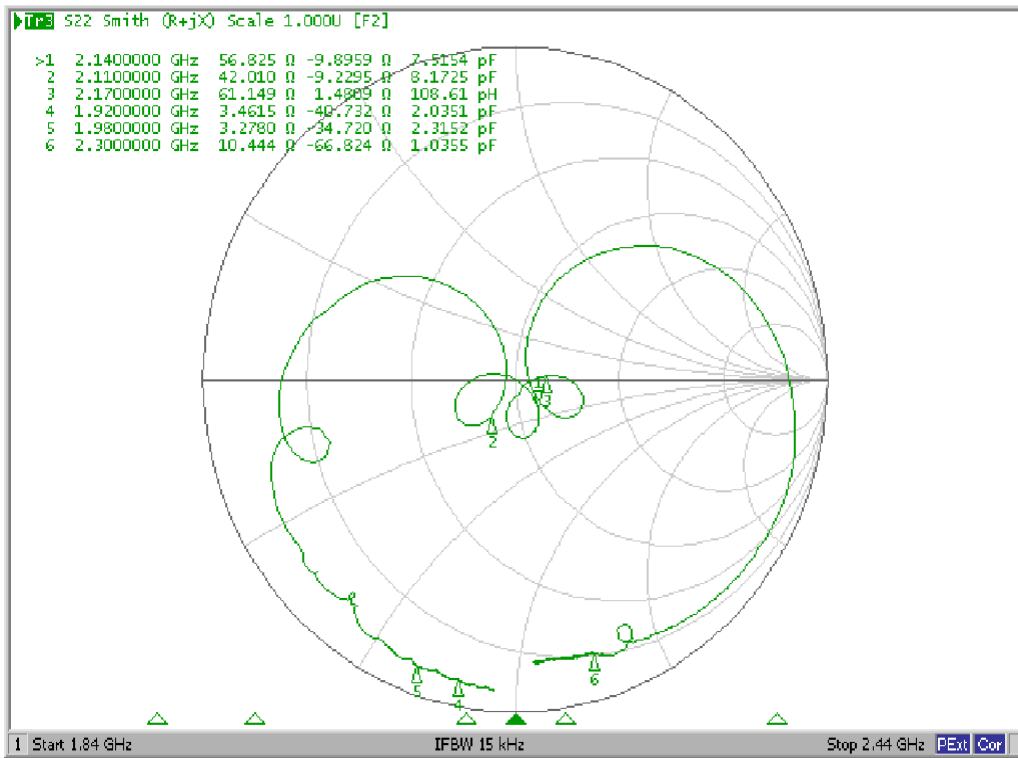 Tr3 S22 Smith (R+jX) Scale 1.000U [F2]
>1 2.1400000 GHz 56.825 Ω -9.8959 Ω 7.5154 pF
2 2.1100000 GHz 42.010 Ω -9.2295 Ω 8.1725 pF
3 2.1700000 GHz 61.149 Ω 1.4809 Ω 108.61 pH
4 1.9200000 GHz 3.4615 Ω -40.732 Ω 2.0351 pF
5 1.9800000 GHz 3.2780 Ω -34.720 Ω 2.3152 pF
6 2.3000000 GHz 10.444 Ω -66.824 Ω 1.0355 pF
1
3
2
5
4
6
1 Start 1.84 GHz IFBW 15 kHz Stop 2.44 GHz PExt Cor